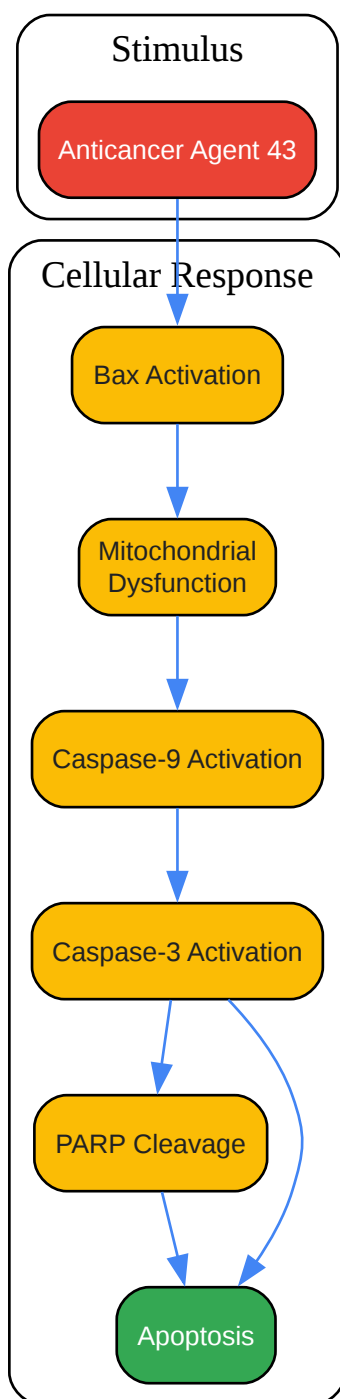 Stimulus
Anticancer Agent 43
Cellular Response
Bax Activation
Mitochondrial
Dysfunction
Caspase-9 Activation
Caspase-3 Activation
PARP Cleavage
Apoptosis